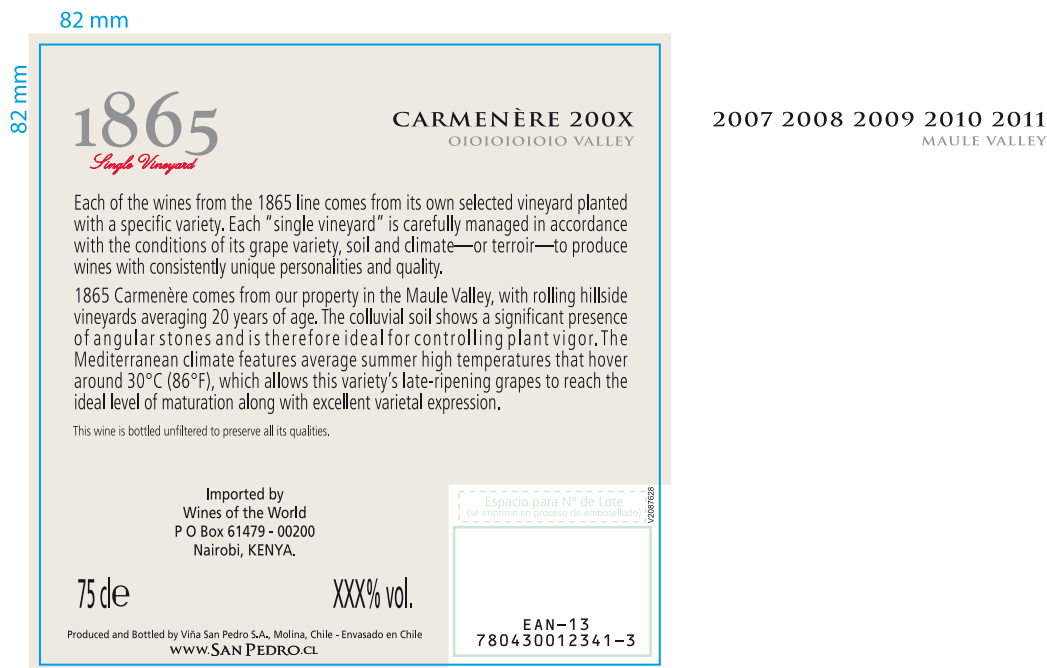 82 mm
82 mm
1865
Single Vineyard
CARMENÈRE 200X
OIOIOIOIOIO VALLEY
2007 2008 2009 2010 2011
MAULE VALLEY
Each of the wines from the 1865 line comes from its own selected vineyard planted
with a specific variety. Each “single vineyard” is carefully managed in accordance
with the conditions of its grape variety, soil and climate—or terroir—to produce
wines with consistently unique personalities and quality.
1865 Carmenère comes from our property in the Maule Valley, with rolling hillside
vineyards averaging 20 years of age. The colluvial soil shows a significant presence
of angular stones and is therefore ideal for controlling plant vigor. The
Mediterranean climate features average summer high temperatures that hover
around 30°C (86°F), which allows this variety’s late-ripening grapes to reach the
ideal level of maturation along with excellent varietal expression.
This wine is bottled unfiltered to preserve all its qualities.
Imported by
Wines of the World
P O Box 61479 - 00200
Nairobi, KENYA.
75 cl e
XXX% vol.
Produced and Bottled by Viña San Pedro S.A., Molina, Chile - Envasado en Chile
WWW.SAN PEDRO.CL
Espacio para Nº de Lote
(se imprime en proceso de embotellado)
V2087628
EAN-13
780430012341-3